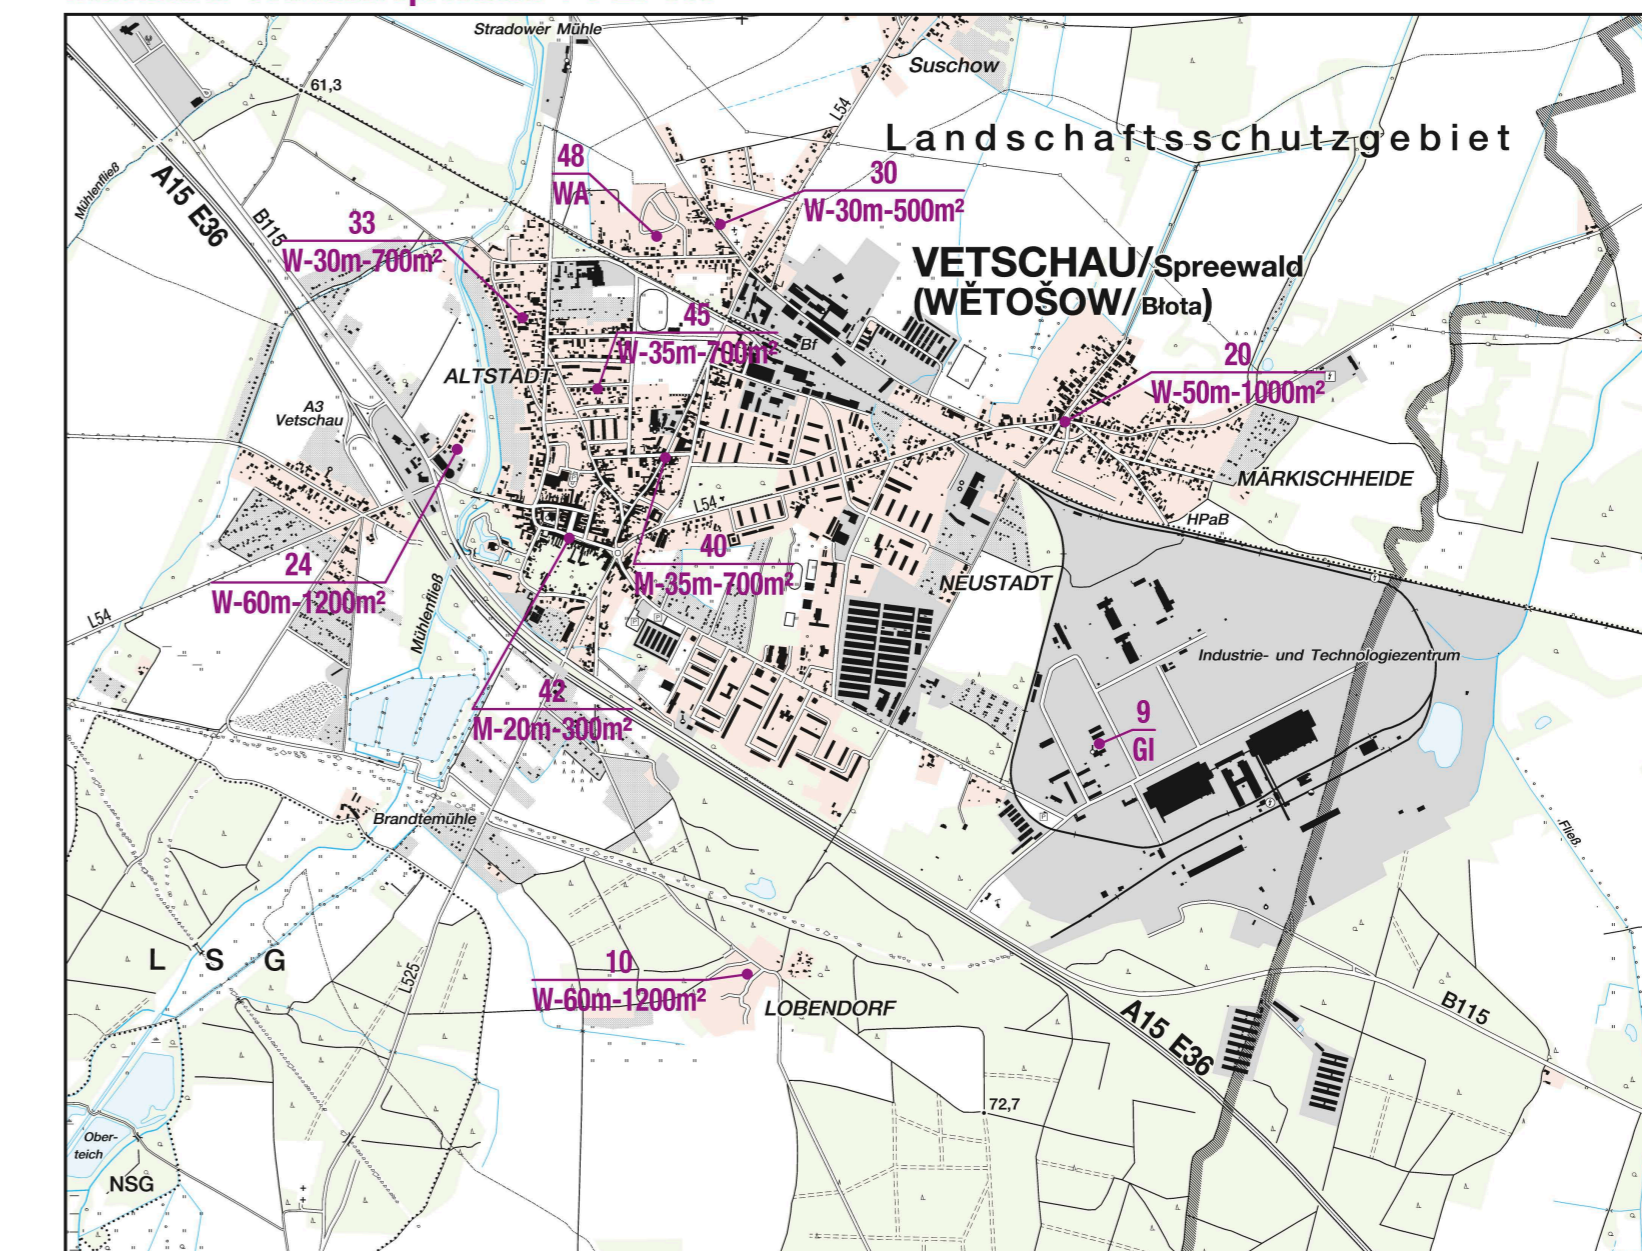 Stradower Mühle
Suschow
61,3
L54
Landschaftsschutzgebiet
48
WA
30
W-30m-500m²
Mühlenfließ
A15 E36
B115
33
W-30m-700m²
VETSCHAU/Spreewald
(WĚTOŠOW/Błota)
45
W-35m-700m²
Bf
20
W-50m-1000m²
ALTSTADT
A3
Vetschau
MÄRKISCHHEIDE
L54
HPaB
40
M-35m-700m²
24
W-60m-1200m²
NEUSTADT
L54
Mühlenfließ
Industrie- und Technologiezentrum
42
M-20m-300m²
9
GI
Brandtemühle
Fließ
L S G
L525
10
W-60m-1200m²
LOBENDORF
A15 E36
B115
72,7
Ober-
teich
NSG